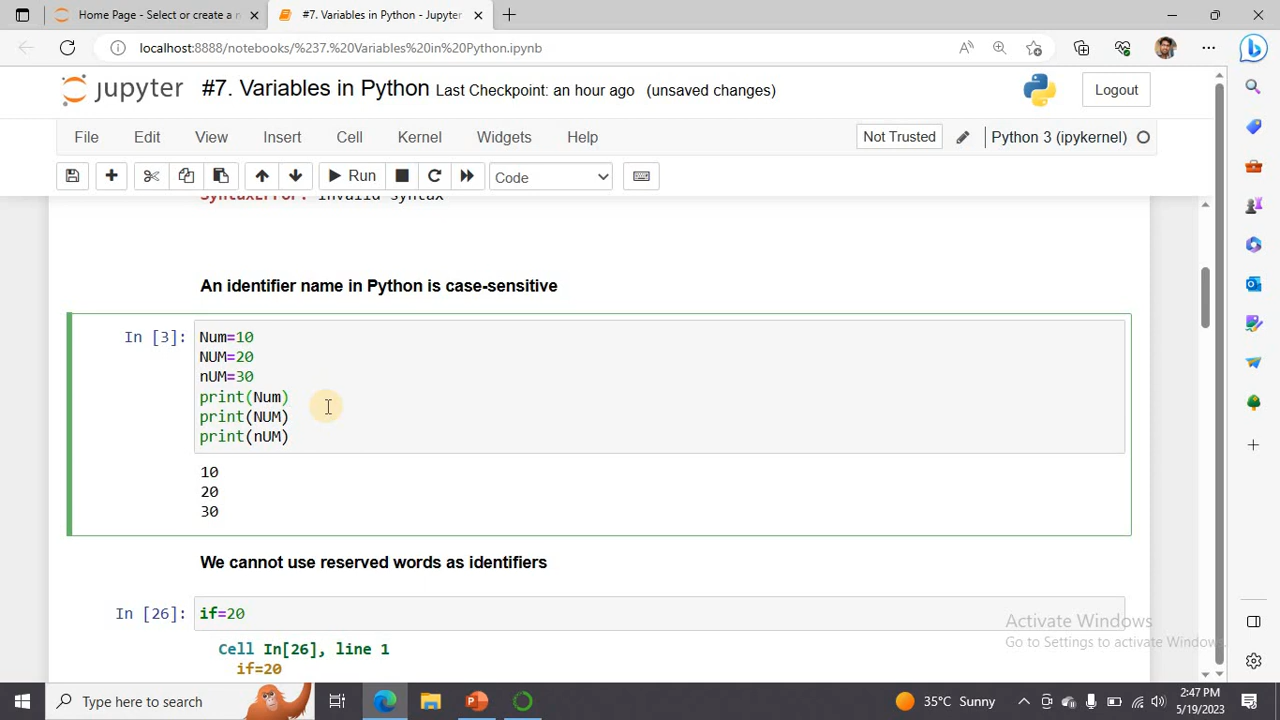 Home Page - Select or create a n
#7. Variables in Python - Jupyter
localhost:8888/notebooks/%237.%20Variables%20in%20Python.ipynb
jupyter #7. Variables in Python Last Checkpoint: an hour ago (unsaved changes)
Logout
File Edit View Insert Cell Kernel Widgets Help
Not Trusted
Python 3 (ipykernel)
Run
Code
SyntaxError: invalid syntax
An identifier name in Python is case-sensitive
In [3]:
Num=10
NUM=20
nUM=30
print(Num)
print(NUM)
print(nUM)
10
20
30
We cannot use reserved words as identifiers
In [26]: if=20
Cell In[26], line 1
if=20
Activate Windows
Go to Settings to activate Windows.
Type here to search
35°C Sunny
2:47 PM
5/19/2023